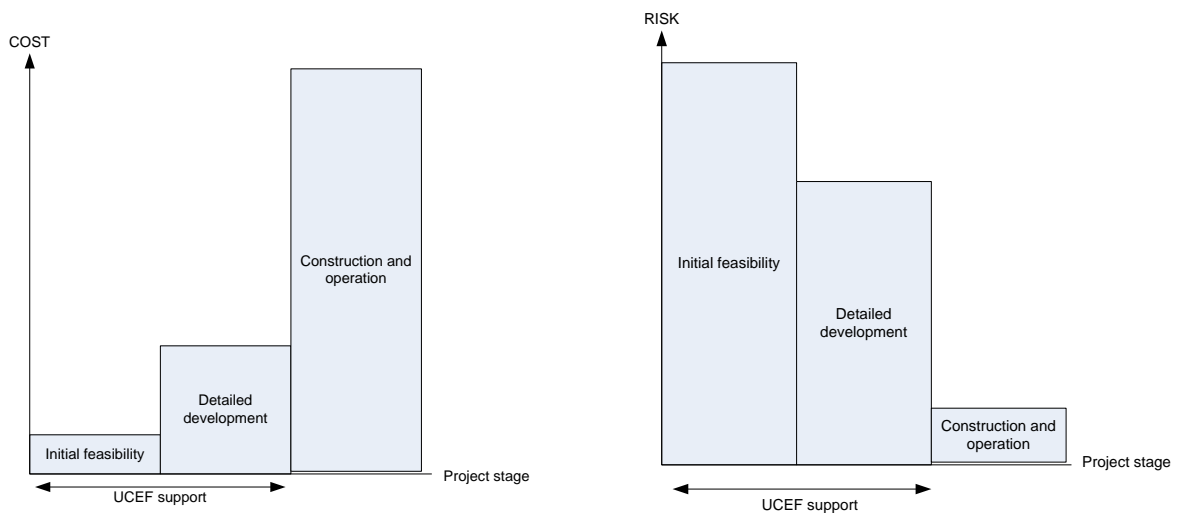 COST
Construction and
operation
Detailed
development
Initial feasibility
Project stage
UCEF support
RISK
Initial feasibility
Detailed
development
Construction and
operation
Project stage
UCEF support